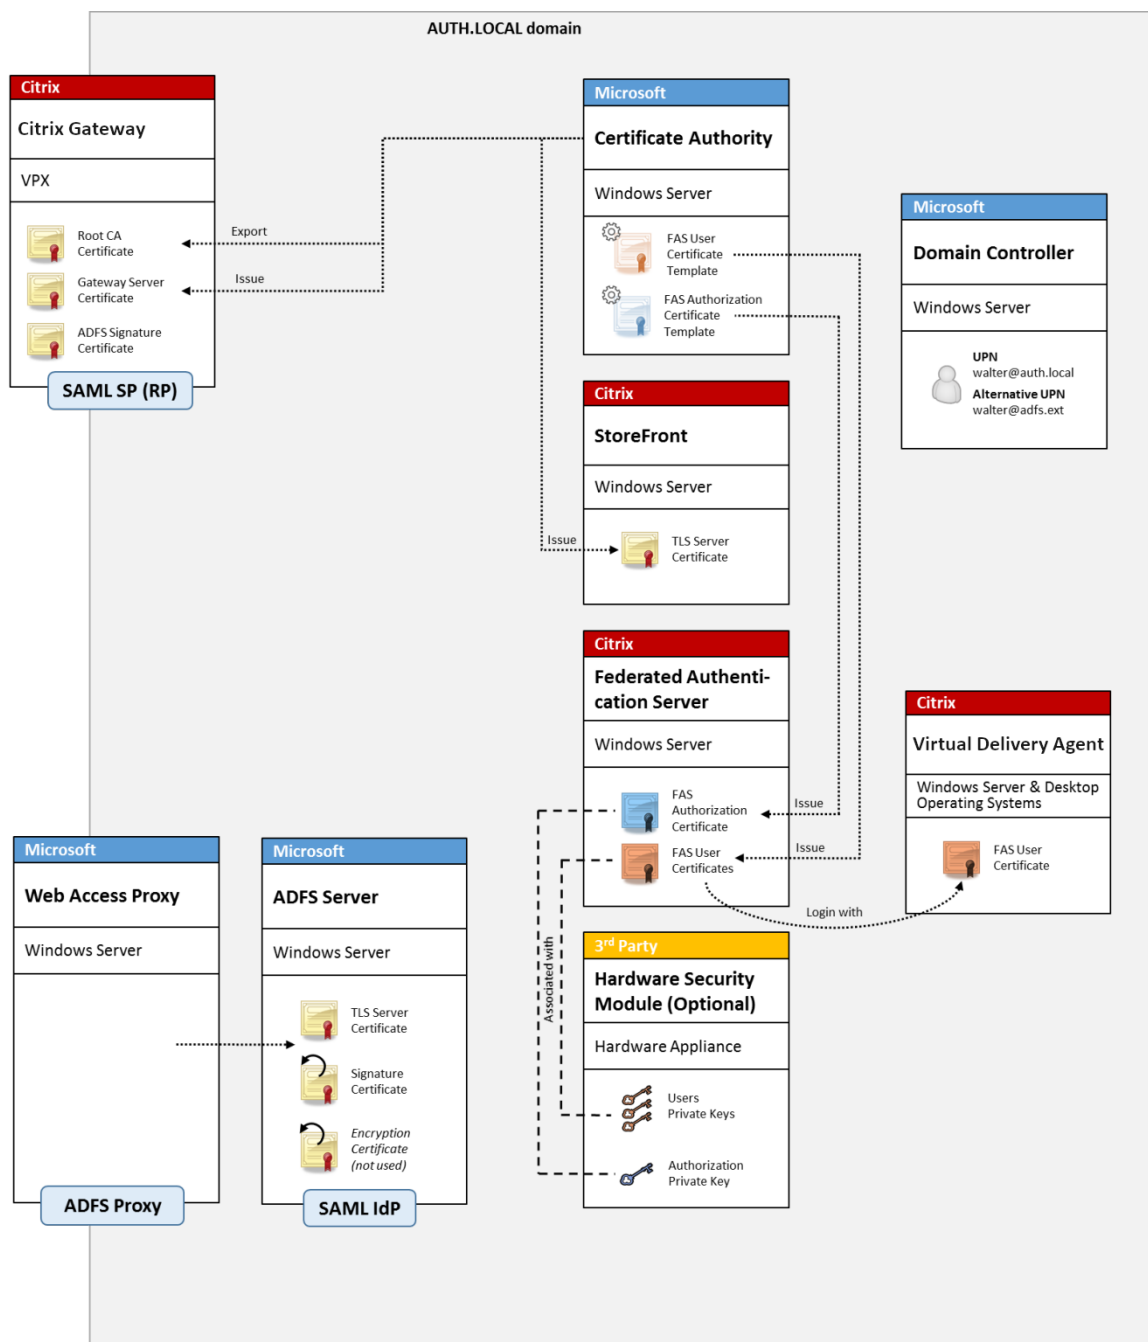 AUTH.LOCAL domain
Citrix
Citrix Gateway
VPX
Root CA
Certificate
Gateway Server
Certificate
ADFS Signature
Certificate
SAML SP (RP)
Export
Issue
Microsoft
Certificate Authority
Windows Server
FAS User
Certificate
Template
FAS Authorization
Certificate
Template
Microsoft
Domain Controller
Windows Server
UPN
walter@auth.local
Alternative UPN
walter@adfs.ext
Citrix
StoreFront
Windows Server
Issue
TLS Server
Certificate
Citrix
Federated Authenti-
cation Server
Windows Server
FAS
Authorization
Certificate
Issue
FAS User
Certificates
Issue
Login with
Citrix
Virtual Delivery Agent
Windows Server & Desktop
Operating Systems
FAS User
Certificate
Microsoft
Web Access Proxy
Windows Server
ADFS Proxy
Microsoft
ADFS Server
Windows Server
TLS Server
Certificate
Signature
Certificate
Encryption
Certificate
(not used)
SAML IdP
Associated with
3rd Party
Hardware Security
Module (Optional)
Hardware Appliance
Users
Private Keys
Authorization
Private Key